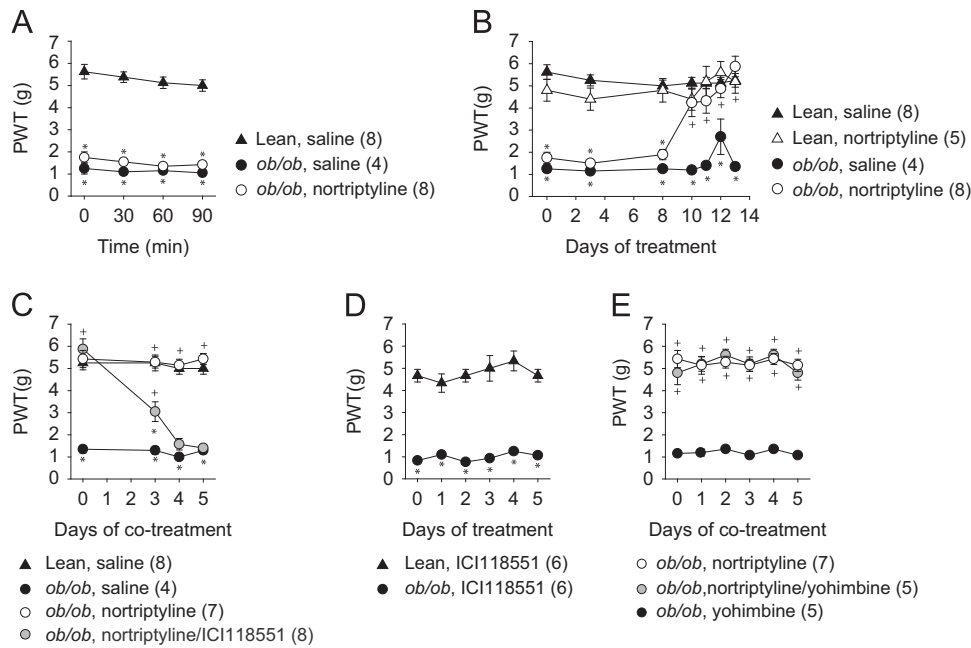 A
B
PWT (g)
7
6
5
4
3
2
1
0
0 30 60 90
Time (min)
▲ Lean, saline (8)
● ob/ob, saline (4)
○ ob/ob, nortriptyline (8)
PWT (g)
7
6
5
4
3
2
1
0
0 2 4 6 8 10 12 14
Days of treatment
▲ Lean, saline (8)
△ Lean, nortriptyline (5)
● ob/ob, saline (4)
○ ob/ob, nortriptyline (8)
C
D
E
PWT(g)
7
6
5
4
3
2
1
0
0 1 2 3 4 5
Days of co-treatment
▲ Lean, saline (8)
● ob/ob, saline (4)
○ ob/ob, nortriptyline (7)
ob/ob, nortriptyline/ICI118551 (8)
PWT(g)
7
6
5
4
3
2
1
0
0 1 2 3 4 5
Days of treatment
▲ Lean, ICI118551 (6)
● ob/ob, ICI118551 (6)
PWT (g)
7
6
5
4
3
2
1
0
0 1 2 3 4 5
Days of co-treatment
○ ob/ob, nortriptyline (7)
ob/ob,nortriptyline/yohimbine (5)
● ob/ob, yohimbine (5)